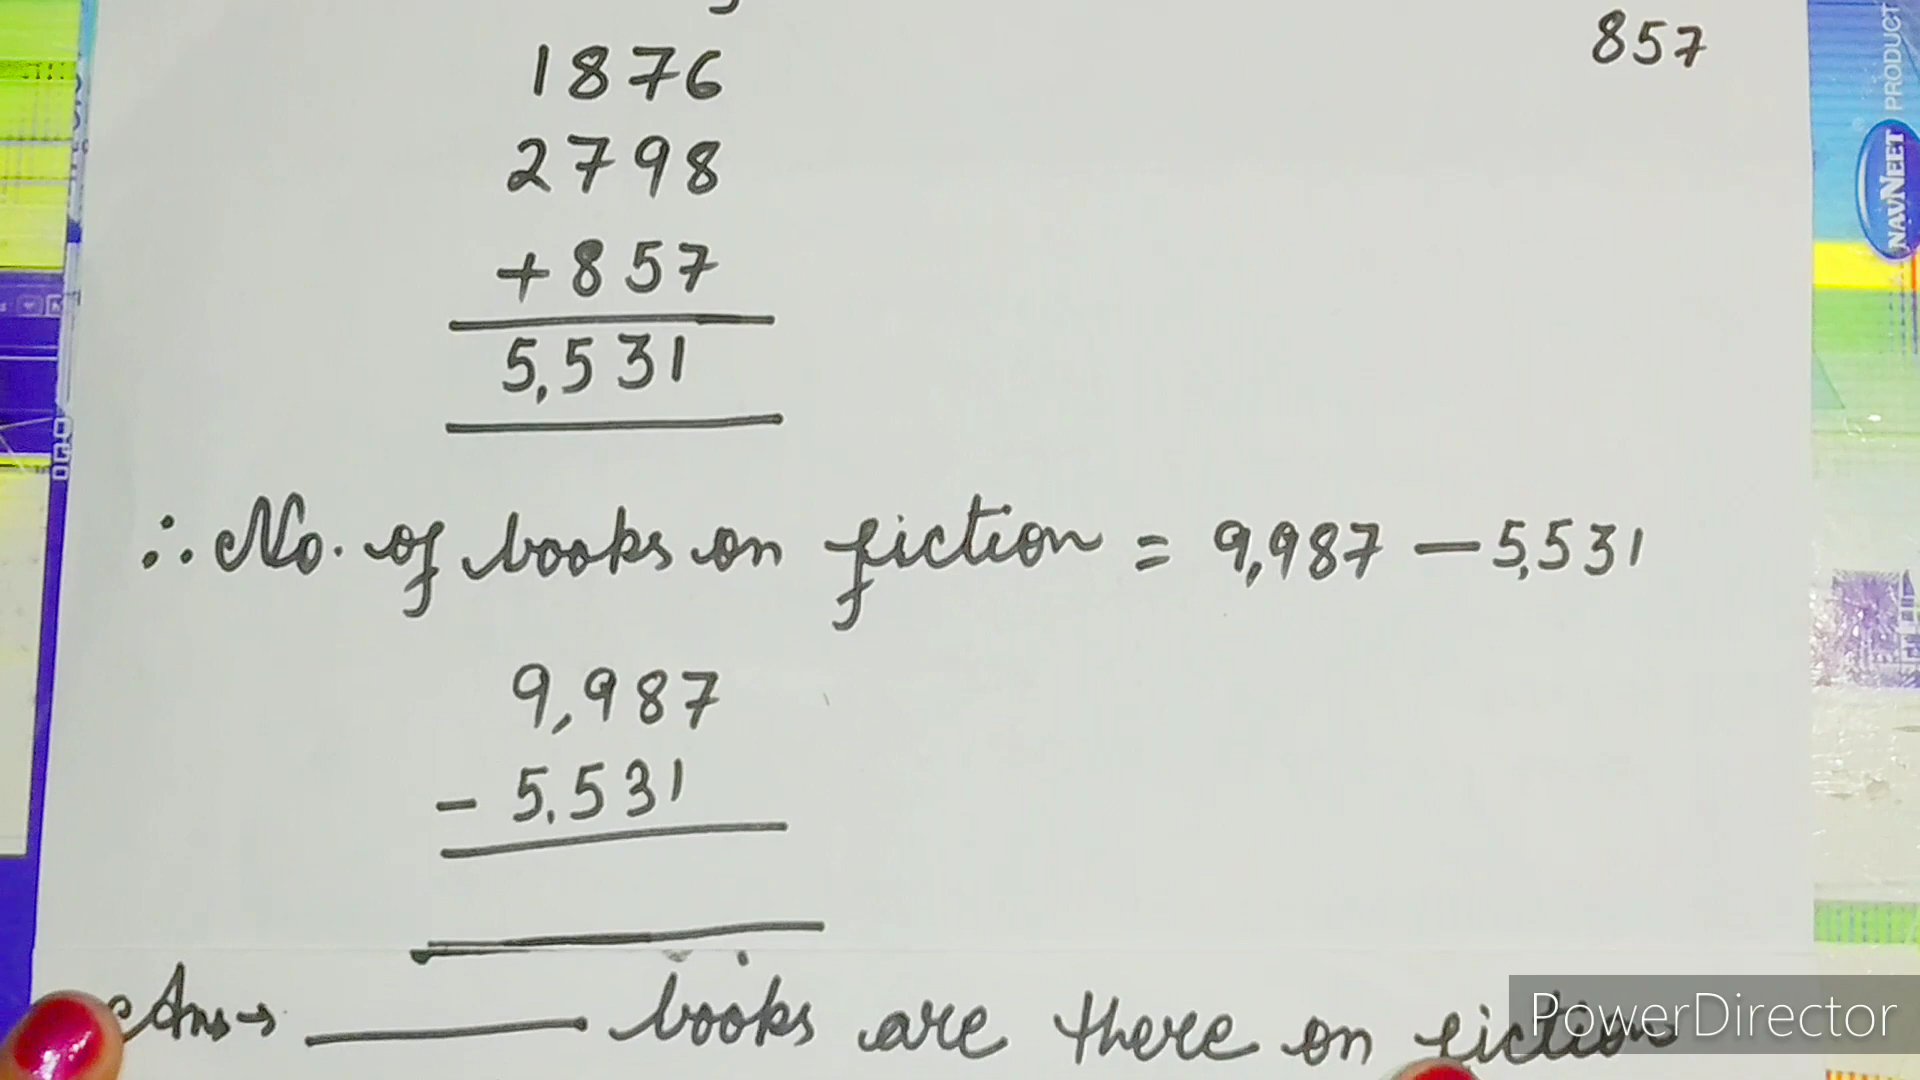 857
1876
2798
+857
5,531
∴ No. of books on fiction = 9,987 – 5,531
9,987
- 5,531
Ans→ ________ books are there on fiction
PowerDirector
NAVNEET PRODUCT